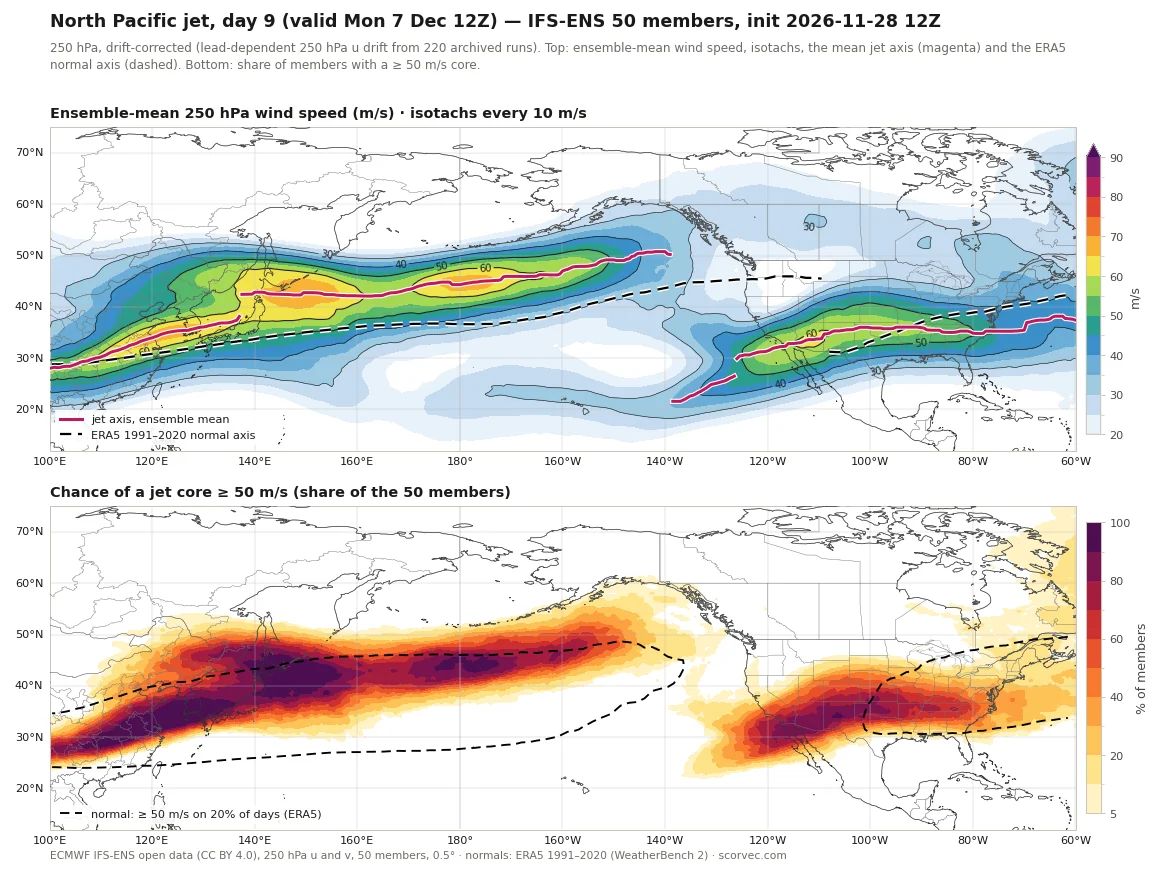 North Pacific jet, day 9 (valid Mon 7 Dec 12Z) — IFS-ENS 50 members, init 2026-11-28 12Z
250 hPa, drift-corrected (lead-dependent 250 hPa u drift from 220 archived runs). Top: ensemble-mean wind speed, isotachs, the mean jet axis (magenta) and the ERA5
normal axis (dashed). Bottom: share of members with a ≥ 50 m/s core.
Ensemble-mean 250 hPa wind speed (m/s) · isotachs every 10 m/s
70°N
60°N
50°N
40°N
30°N
20°N
30
40
50
60
30
60
50
40
30
30
jet axis, ensemble mean
ERA5 1991–2020 normal axis
100°E 120°E 140°E 160°E 180° 160°W 140°W 120°W 100°W 80°W 60°W
90
80
70
60
50
40
30
20
m/s
Chance of a jet core ≥ 50 m/s (share of the 50 members)
70°N
60°N
50°N
40°N
30°N
20°N
normal: ≥ 50 m/s on 20% of days (ERA5)
100°E 120°E 140°E 160°E 180° 160°W 140°W 120°W 100°W 80°W 60°W
100
80
60
40
20
5
% of members
ECMWF IFS-ENS open data (CC BY 4.0), 250 hPa u and v, 50 members, 0.5° · normals: ERA5 1991–2020 (WeatherBench 2) · scorvec.com